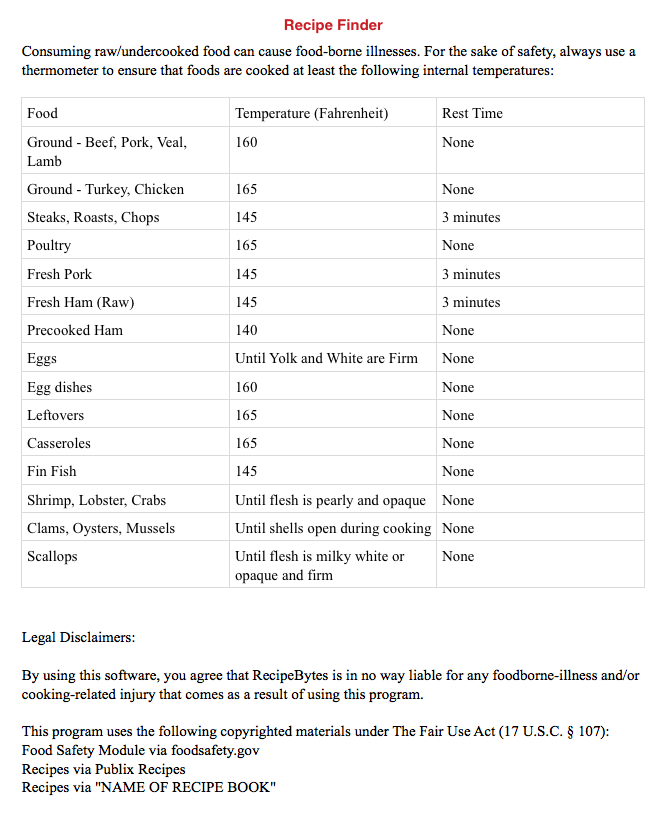 Recipe Finder
Consuming raw/undercooked food can cause food-borne illnesses. For the sake of safety, always use a
thermometer to ensure that foods are cooked at least the following internal temperatures:
Food Temperature (Fahrenheit) Rest Time
Ground - Beef, Pork, Veal, 160 None
Lamb
Ground - Turkey, Chicken 165 None
Steaks, Roasts, Chops 145 3 minutes
Poultry 165 None
Fresh Pork 145 3 minutes
Fresh Ham (Raw) 145 3 minutes
Precooked Ham 140 None
Eggs Until Yolk and White are Firm None
Egg dishes 160 None
Leftovers 165 None
Casseroles 165 None
Fin Fish 145 None
Shrimp, Lobster, Crabs Until flesh is pearly and opaque None
Clams, Oysters, Mussels Until shells open during cooking None
Scallops Until flesh is milky white or None
opaque and firm
Legal Disclaimers:
By using this software, you agree that RecipeBytes is in no way liable for any foodborne-illness and/or
cooking-related injury that comes as a result of using this program.
This program uses the following copyrighted materials under The Fair Use Act (17 U.S.C. § 107):
Food Safety Module via foodsafety.gov
Recipes via Publix Recipes
Recipes via "NAME OF RECIPE BOOK"